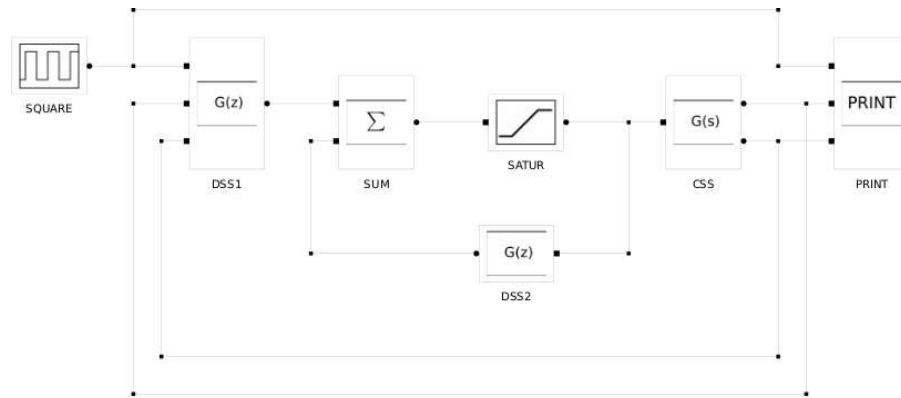 G(z)
Σ
G(s)
PRINT
SQUARE
SATUR
DSS1
SUM
CSS
PRINT
G(z)
DSS2